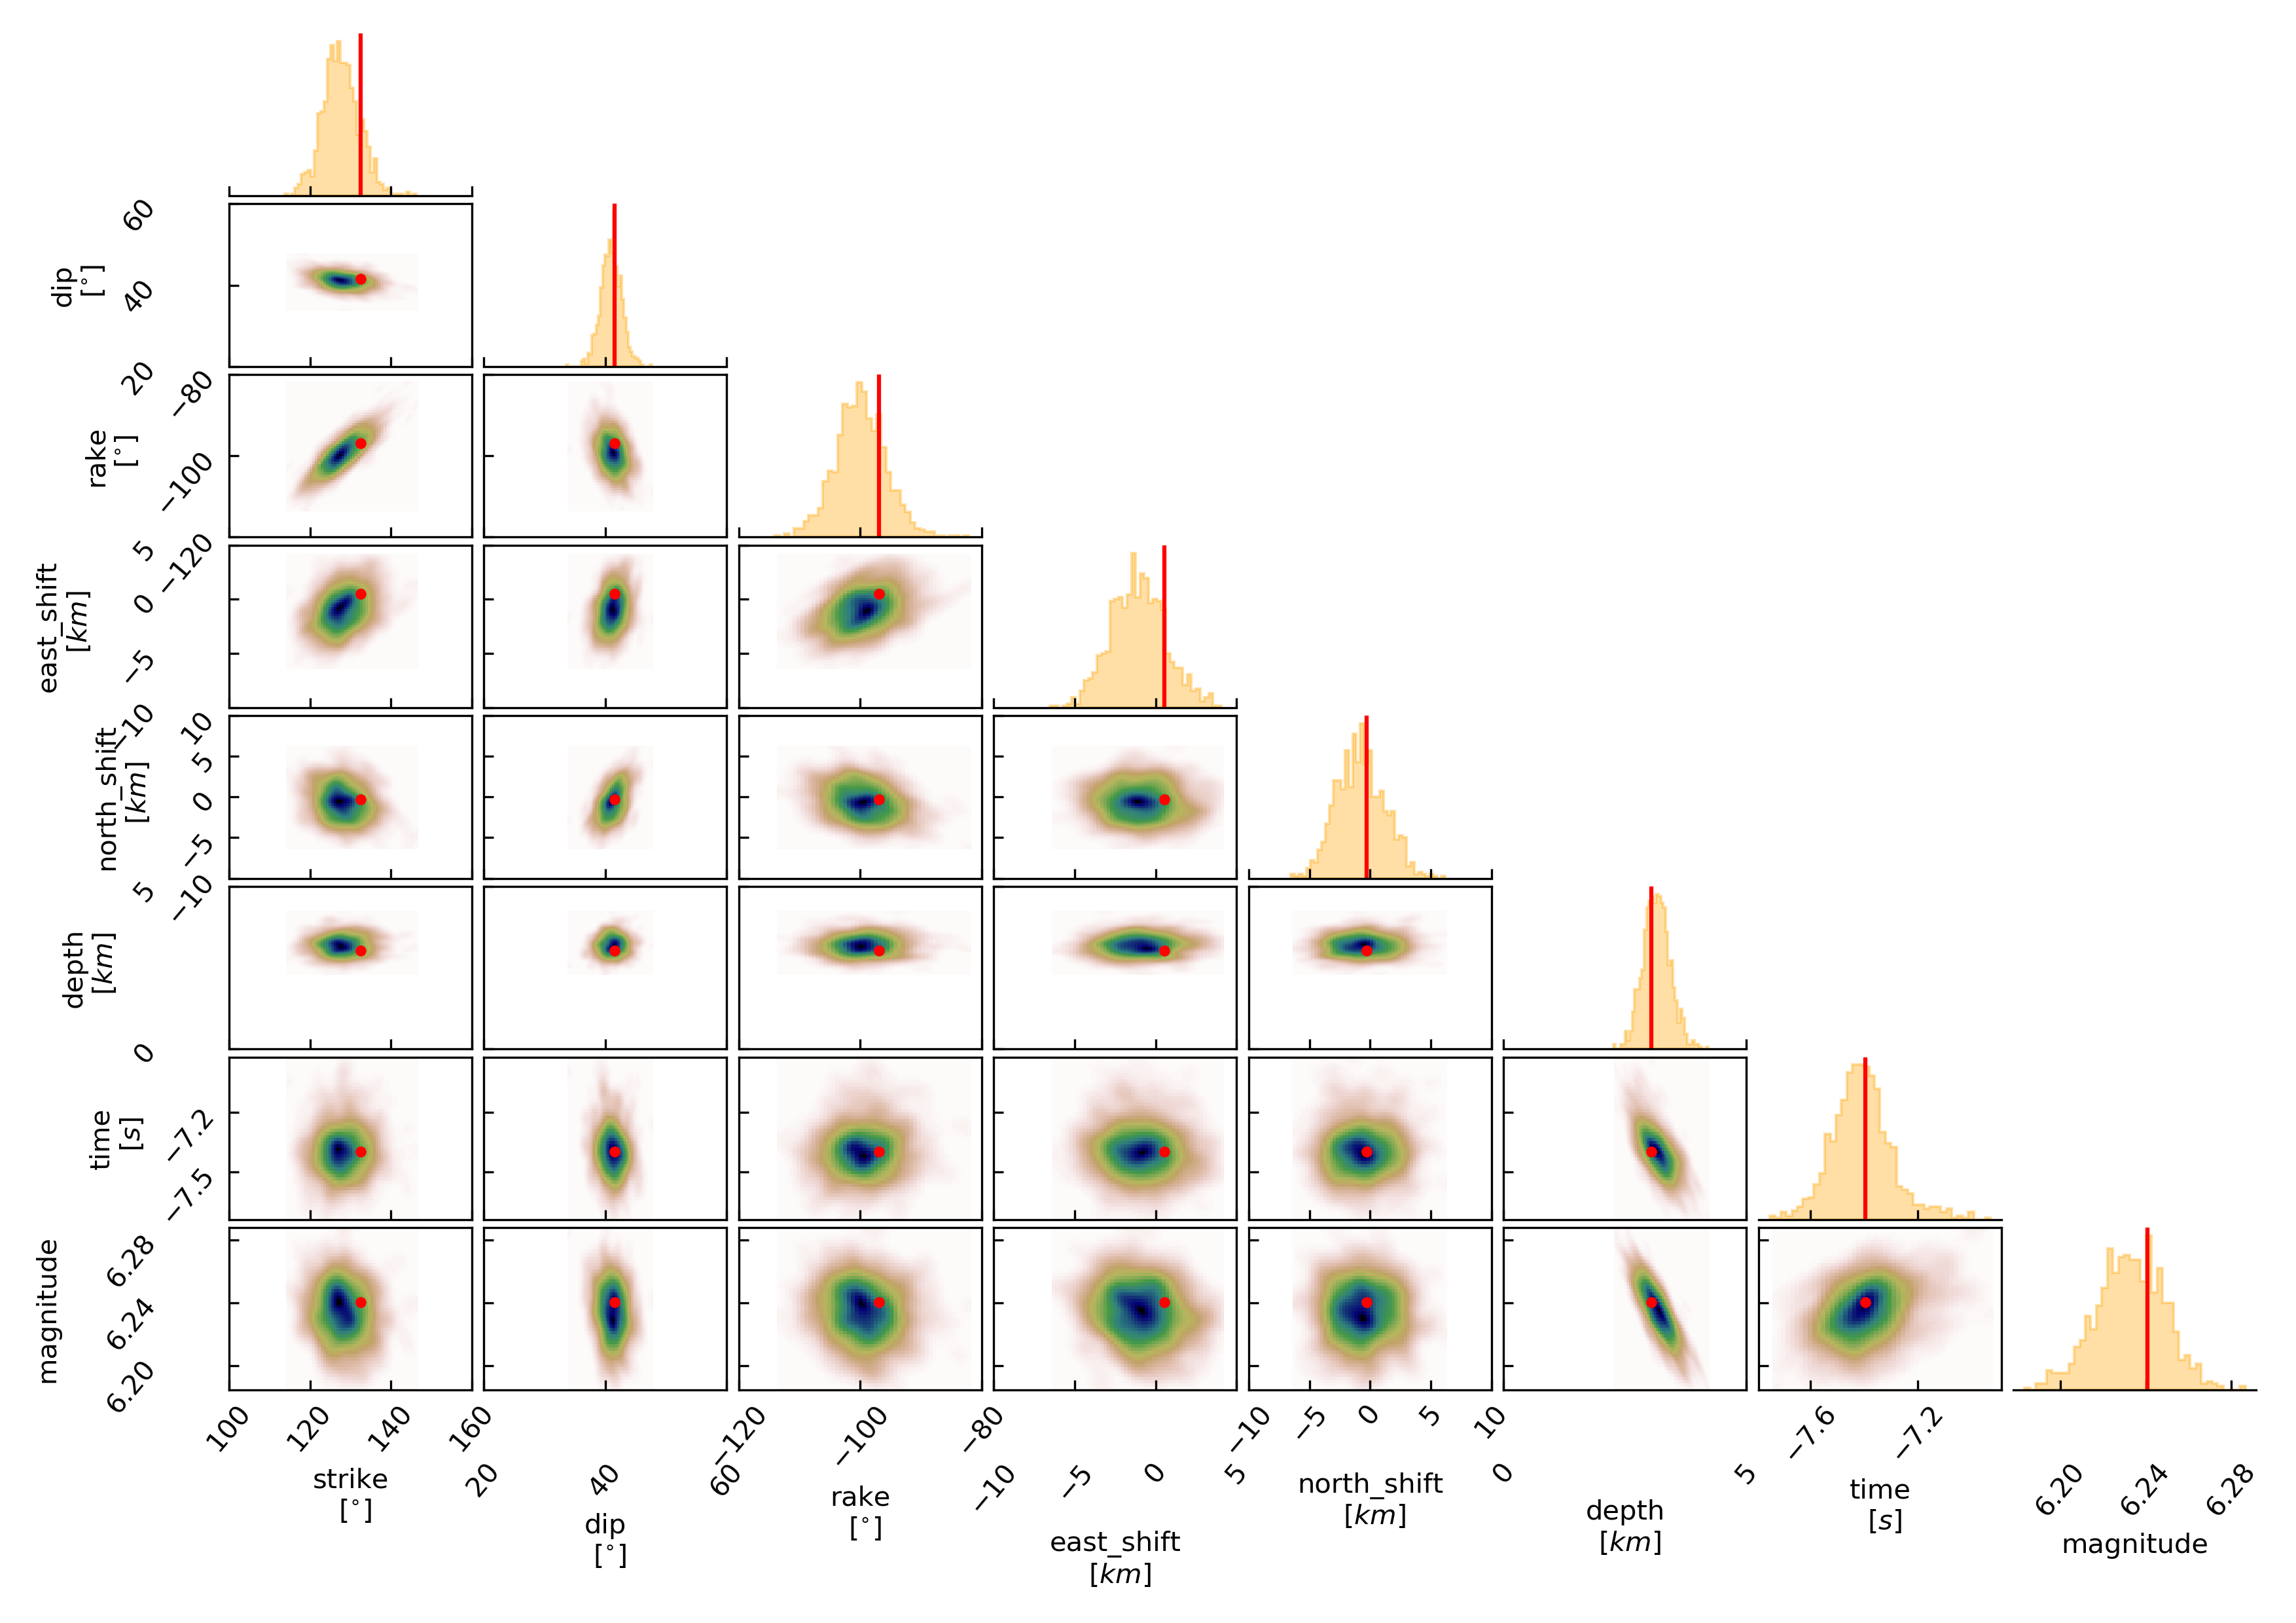 60
40
20
dip
[°]
−80
−100
−120
rake
[°]
5
0
−5
−10
east_shift
[km]
10
5
0
−5
−10
north_shift
[km]
5
0
depth
[km]
−7.2
−7.5
time
[s]
6.28
6.24
6.20
magnitude
100 120 140 160
strike
[°]
20 40 60
dip
[°]
−120 −100 −80
rake
[°]
−10 −5 0 5
east_shift
[km]
−10 −5 0 5 10
north_shift
[km]
0 5
depth
[km]
−7.6 −7.2
time
[s]
6.20 6.24 6.28
magnitude